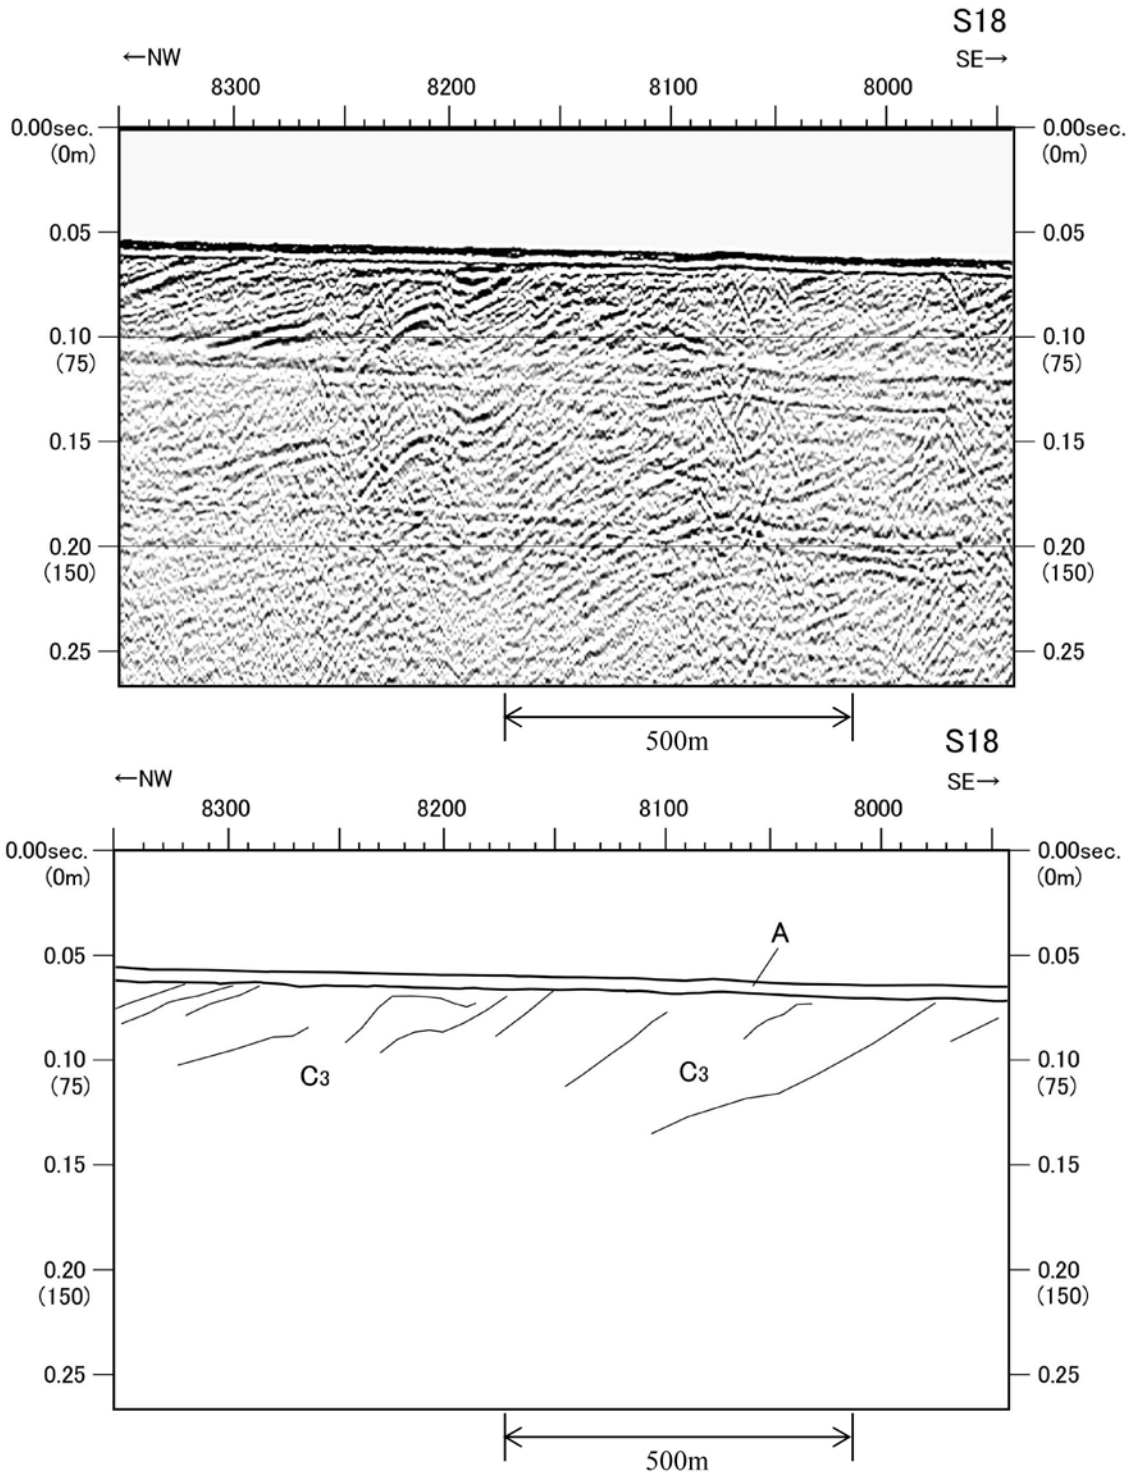 S18
←NW SE→
8300 8200 8100 8000
0.00sec. 0.00sec.
(0m) (0m)
0.05 0.05
0.10 0.10
(75) (75)
0.15 0.15
0.20 0.20
(150) (150)
0.25 0.25
500m
S18
←NW SE→
8300 8200 8100 8000
0.00sec. 0.00sec.
(0m) (0m)
A
0.05 0.05
0.10 C3 C3 0.10
(75) (75)
0.15 0.15
0.20 0.20
(150) (150)
0.25 0.25
500m